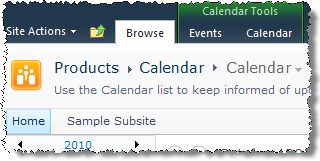 Calendar Tools
Site Actions Browse Events Calendar
Products Calendar Calendar
Use the Calendar list to keep informed of
Home Sample Subsite
2010